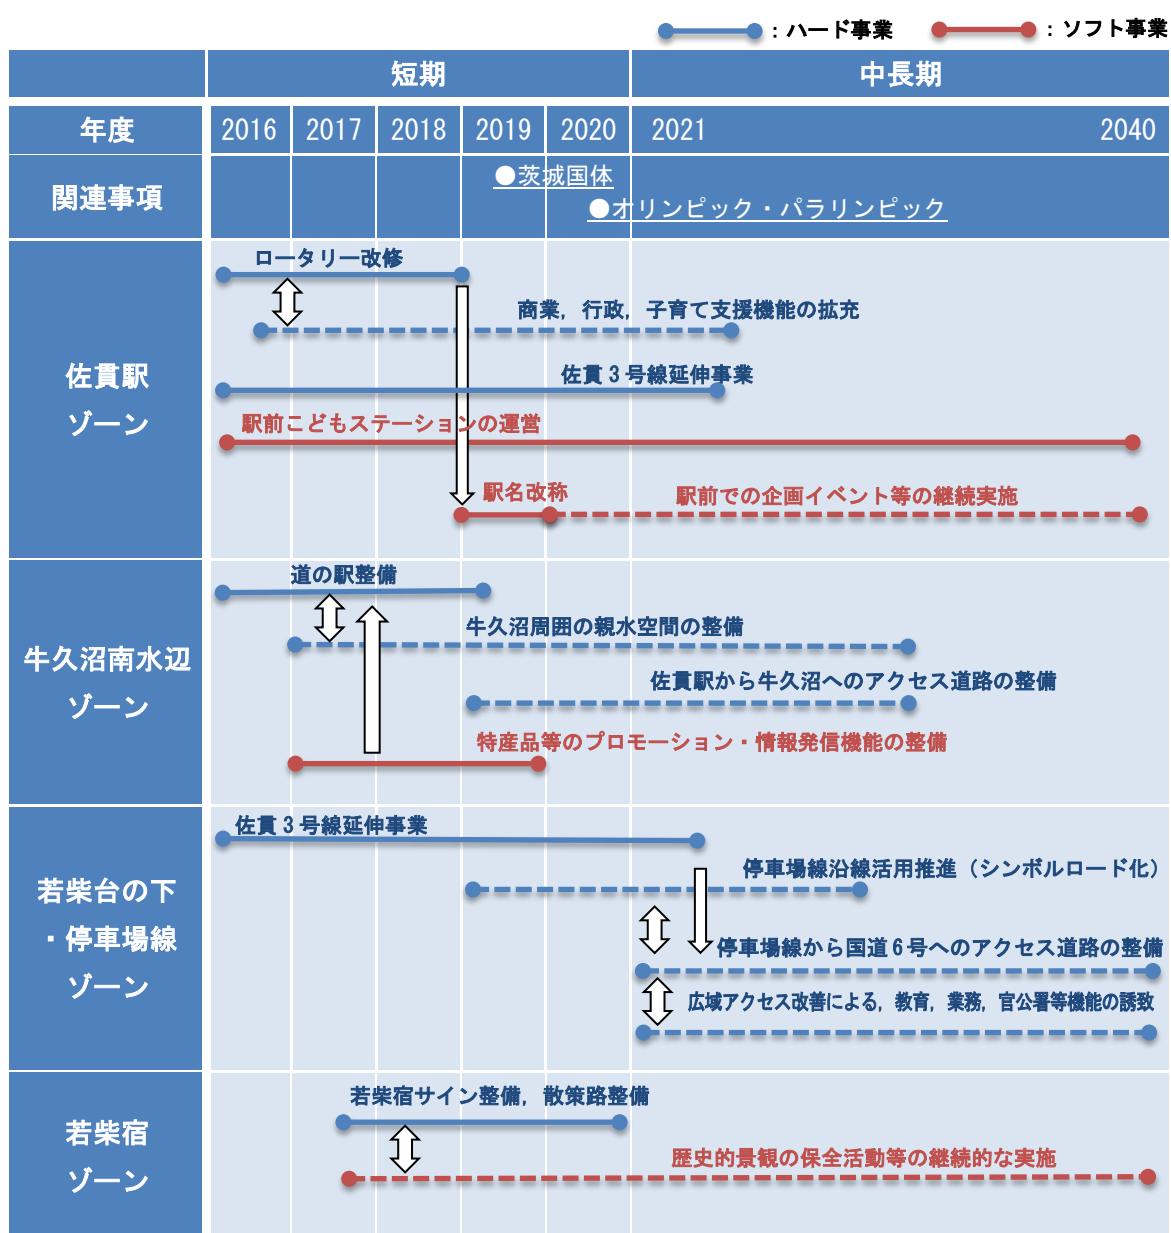 ：ハード事業 ：ソフト事業
短期 中長期
年度 2016 2017 2018 2019 2020 2021 2040
関連事項
●茨城国体
●オリンピック・パラリンピック
佐貫駅
ゾーン
ロータリー改修
商業，行政，子育て支援機能の拡充
佐貫３号線延伸事業
駅前こどもステーションの運営
駅名改称
駅前での企画イベント等の継続実施
牛久沼南水辺
ゾーン
道の駅整備
牛久沼周囲の親水空間の整備
佐貫駅から牛久沼へのアクセス道路の整備
特産品等のプロモーション・情報発信機能の整備
若柴台の下
・停車場線
ゾーン
佐貫３号線延伸事業
停車場線沿線活用推進（シンボルロード化）
停車場線から国道６号へのアクセス道路の整備
広域アクセス改善による，教育，業務，官公署等機能の誘致
若柴宿
ゾーン
若柴宿サイン整備，散策路整備
歴史的景観の保全活動等の継続的な実施